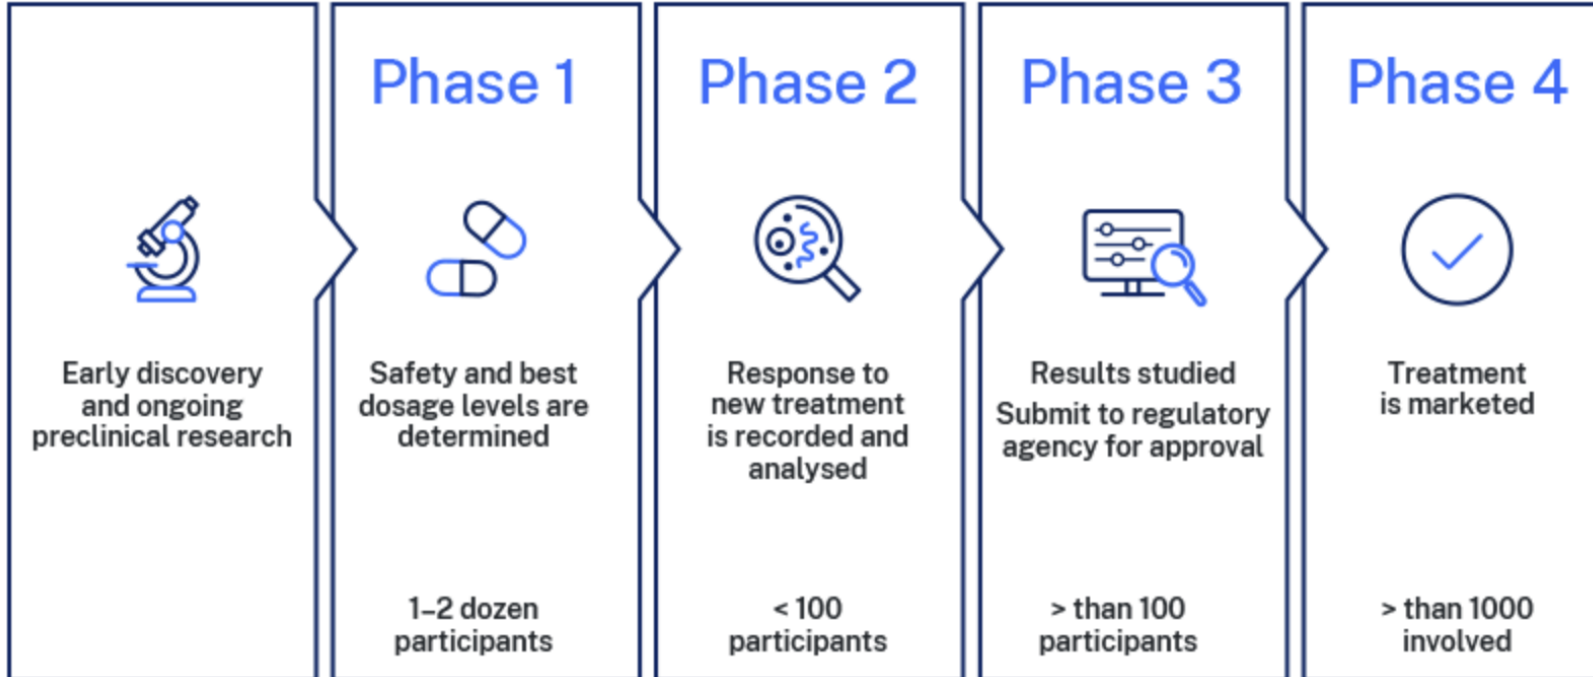 Phase 1
Phase 2
Phase 3
Phase 4
Early discovery
and ongoing
preclinical research
Safety and best
dosage levels are
determined
Response to
new treatment
is recorded and
analysed
Results studied
Submit to regulatory
agency for approval
Treatment
is marketed
1–2 dozen
participants
< 100
participants
> than 100
participants
> than 1000
involved